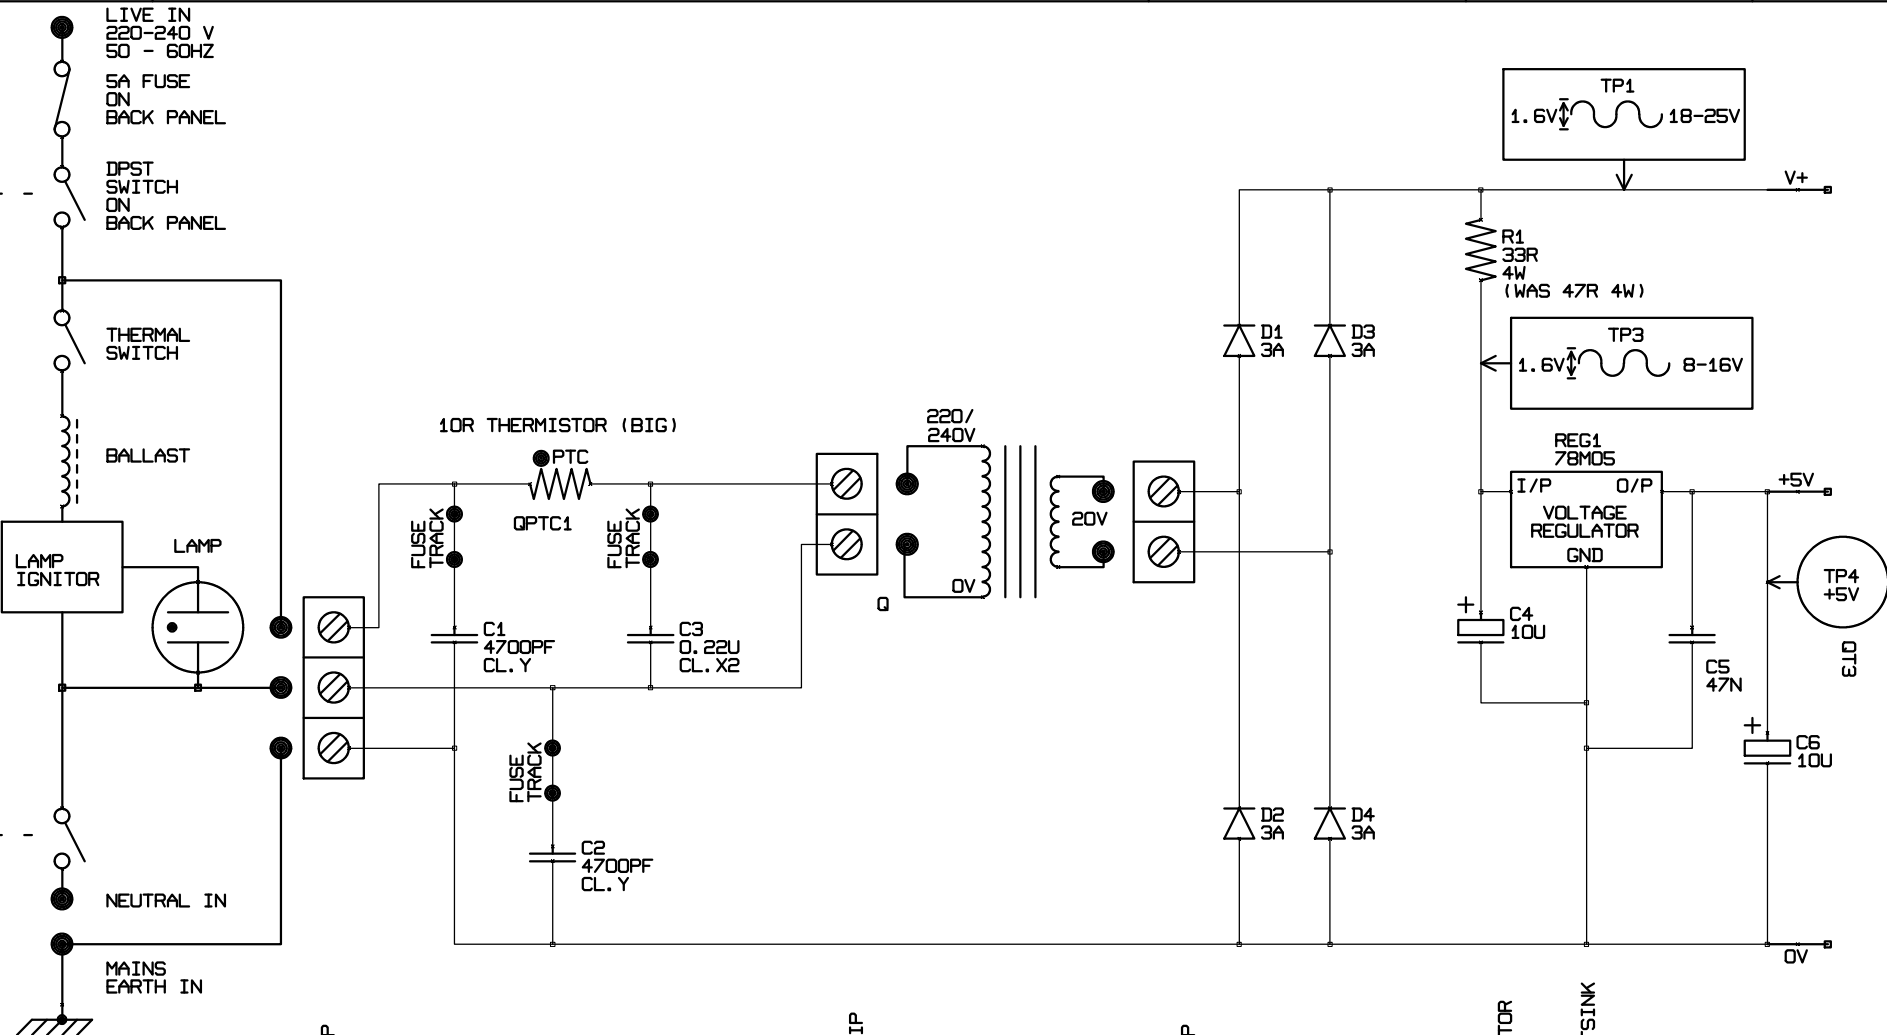 LIVE IN
220-240 V
50 - 60HZ
5A FUSE
ON
BACK PANEL
DPST
SWITCH
ON
BACK PANEL
THERMAL
SWITCH
BALLAST
LAMP
IGNITOR
LAMP
NEUTRAL IN
MAINS
EARTH IN
10R THERMISTOR (BIG)
PTC
QPTC1
FUSE
TRACK
FUSE
TRACK
C1
4700PF
CL.Y
C3
0.22U
CL.X2
FUSE
TRACK
C2
4700PF
CL.Y
220/
240V
0V
20V
Q
D1
3A
D3
3A
D2
3A
D4
3A
TP1
1.6V
18-25V
V+
R1
33R
4W
(WAS 47R 4W)
TP3
1.6V
8-16V
REG1
78M05
I/P
O/P
VOLTAGE
REGULATOR
GND
+5V
TP4
+5V
QT3
+
C4
10U
C5
47N
+
C6
10U
0V
P
IP
P
TOR
TSINK